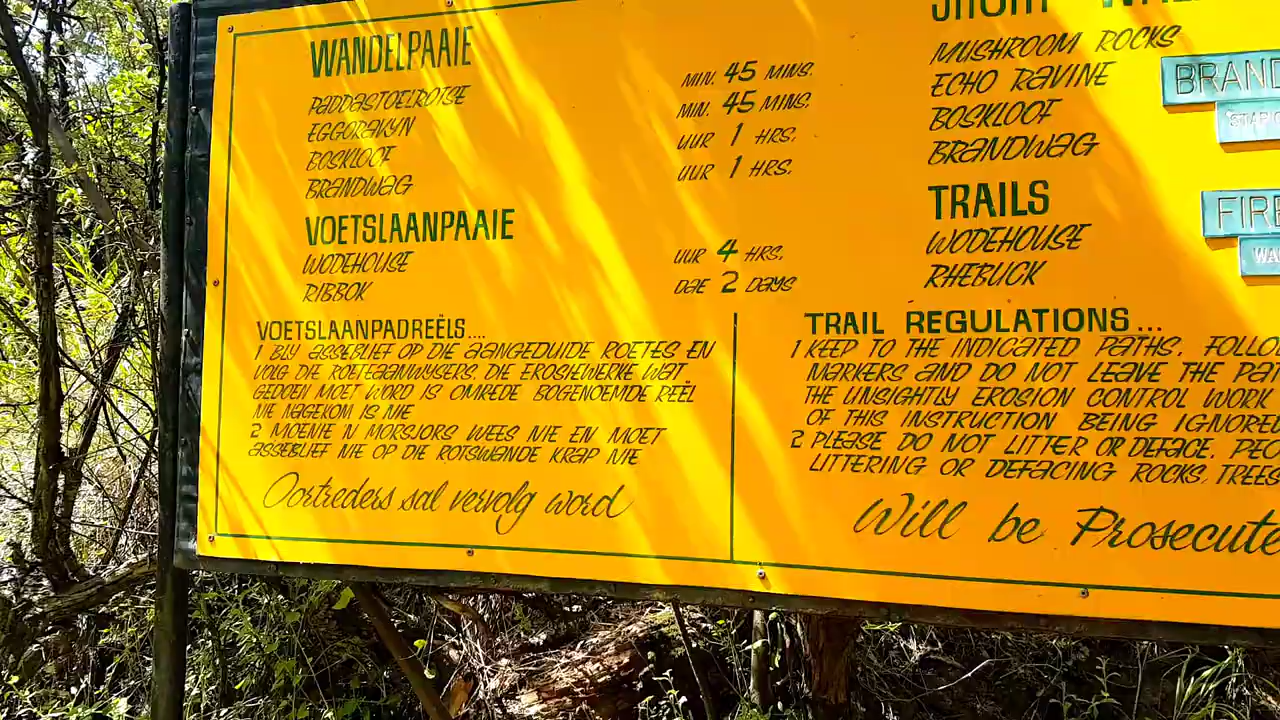 WANDELPAAIE
PADDASTOELROTSE MIN. 45 MINS.
EGGORAVYN MIN. 45 MINS.
BOSKLOOF UUR 1 HRS.
BRANDWAG UUR 1 HRS.
VOETSLAANPAAIE
WODEHOUSE UUR 4 HRS.
RIBBOK DAE 2 DAYS
VOETSLAANPADREËLS....
1 BLY ASSEBLIEF OP DIE AANGEDUIDE ROETES EN
VOLG DIE ROETEAANWYSERS DIE EROSIEWERKE WAT
GEDOEN MOET WORD IS OMREDE BOGENOEMDE REËL
NIE NAGEKOM IS NIE
2 MOENIE 'N MORSJORS WEES NIE EN MOET
ASSEBLIEF NIE OP DIE ROTSWANDE KRAP NIE
Oortreders sal vervolg word
SHORT
MUSHROOM ROCKS
ECHO RAVINE
BOSKLOOF
BRANDWAG
TRAILS
WODEHOUSE
RHEBUCK
TRAIL REGULATIONS...
1 KEEP TO THE INDICATED PATHS. FOLLO
MARKERS AND DO NOT LEAVE THE PAT
THE UNSIGHTLY EROSION CONTROL WORK
OF THIS INSTRUCTION BEING IGNORED
2 PLEASE DO NOT LITTER OR DEFACE. PEO
LITTERING OR DEFACING ROCKS, TREES
Will be Prosecute
BRAND
FIRE